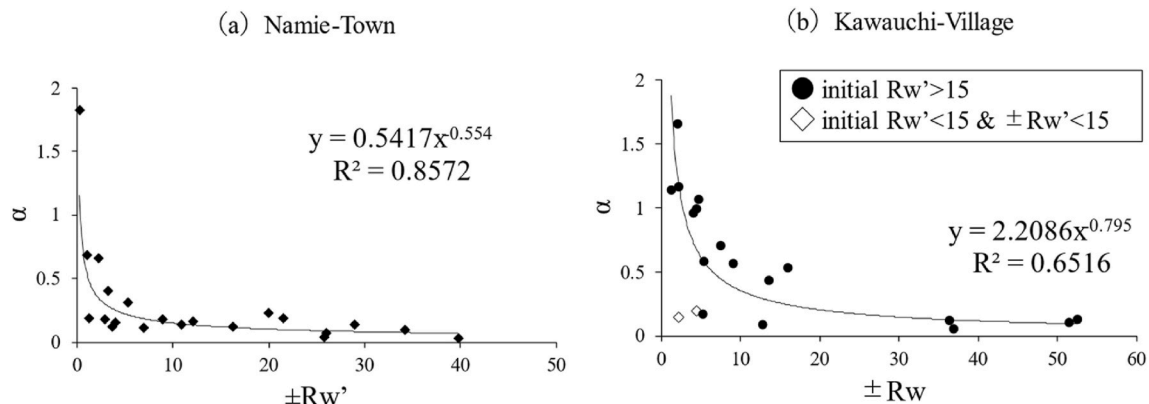 (a) Namie-Town
2
1.5
1
0.5
0
α
y = 0.5417x^-0.554
R² = 0.8572
0 10 20 30 40 50
±Rw’
(b) Kawauchi-Village
initial Rw’>15
initial Rw’<15 & ±Rw’<15
2
1.5
1
0.5
0
α
y = 2.2086x^-0.795
R² = 0.6516
0 10 20 30 40 50 60
± Rw